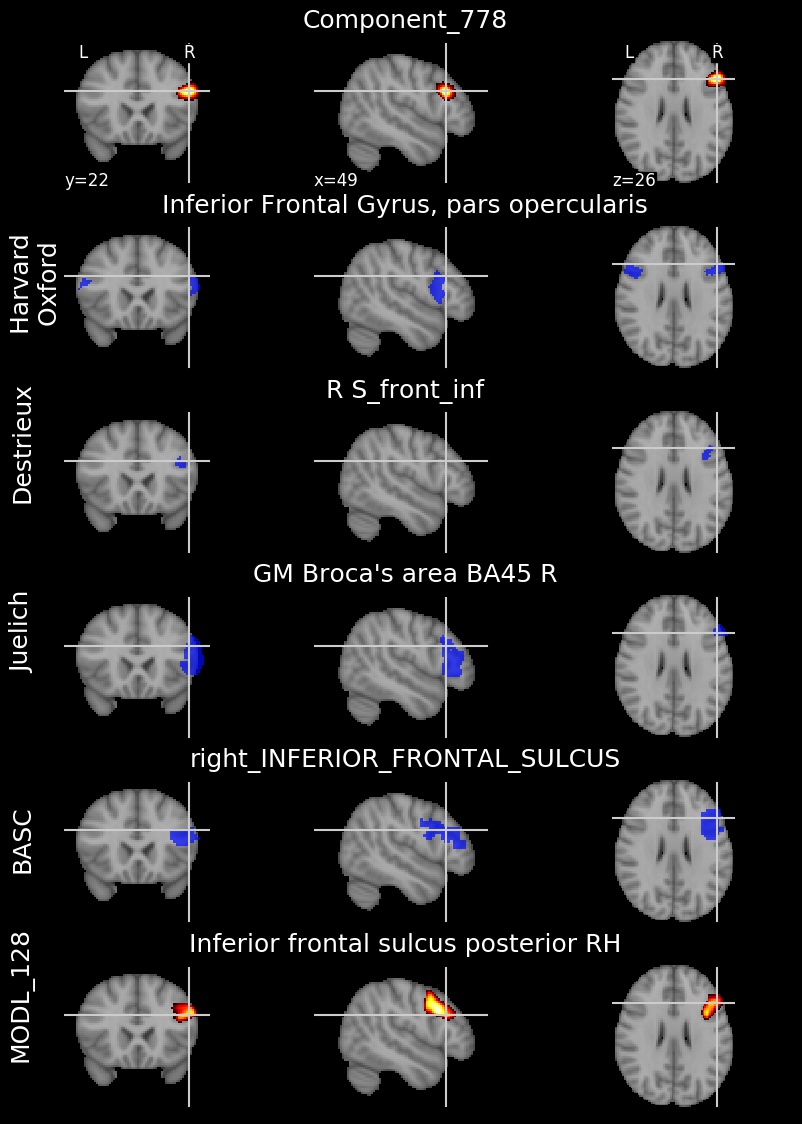 Component_778
L R L R
y=22 x=49 z=26
Inferior Frontal Gyrus, pars opercularis
Harvard
Oxford
R S_front_inf
Destrieux
GM Broca's area BA45 R
Juelich
right_INFERIOR_FRONTAL_SULCUS
BASC
Inferior frontal sulcus posterior RH
MODL_128